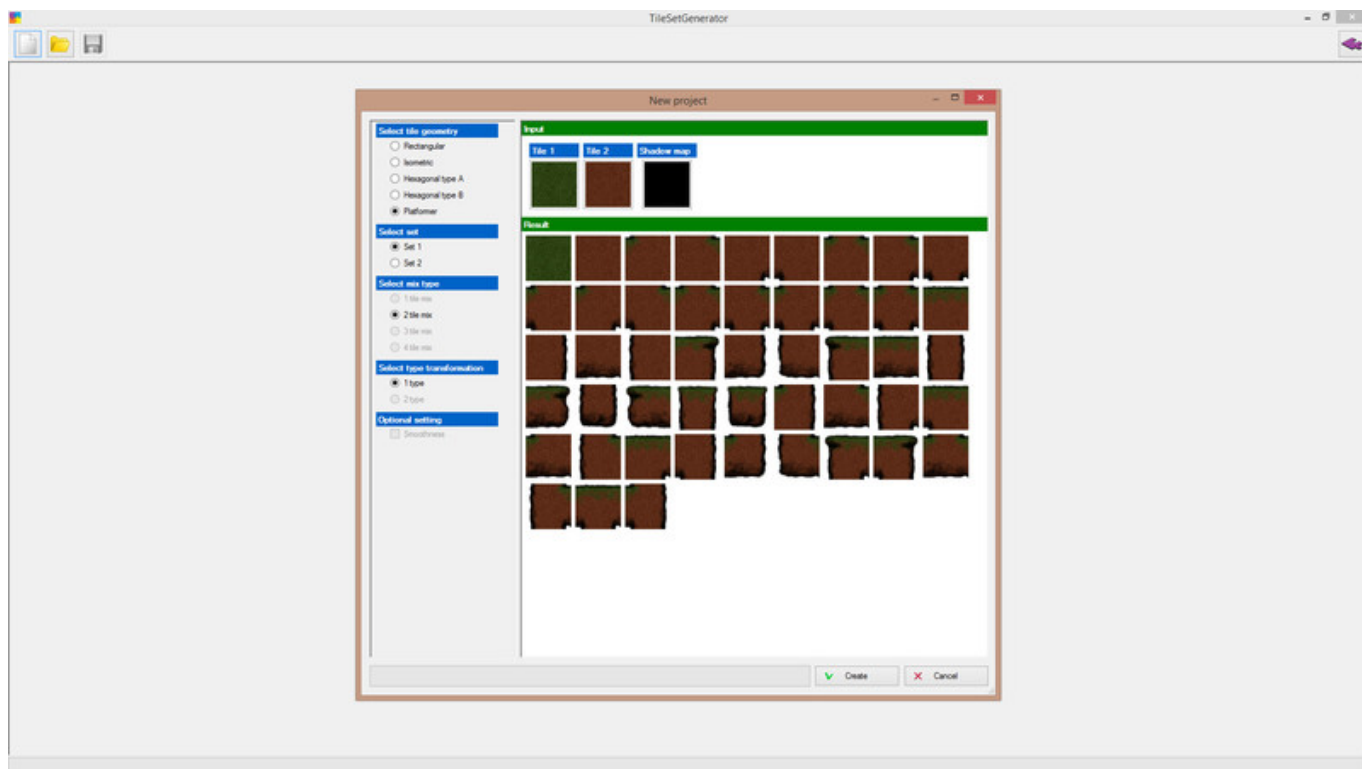 TileSetGenerator
New project
Select tile geometry
Rectangular
Isometric
Hexagonal type A
Hexagonal type B
Platformer
Select set
Set 1
Set 2
Select mix type
1 tile mix
2 tile mix
3 tile mix
4 tile mix
Select type transformation
1 type
2 type
Optional setting
Smoothness
Input
Tile 1 Tile 2 Shadow map
Result
Create Cancel